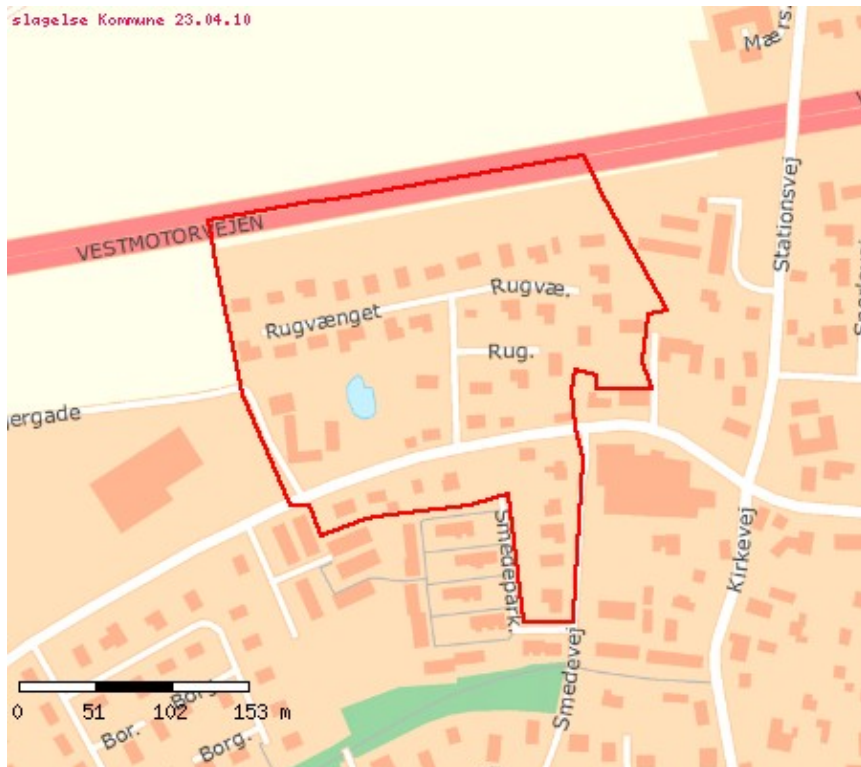 slagelse Kommune 23.04.10
Mærs.
VESTMOTORVEJEN
Stationsvej
Rugvæ.
Rugvænget
Rug.
ergade
Smedepark.
Kirkevej
Smedevej
Borg.
Bor.
Borg.
0 51 102 153 m